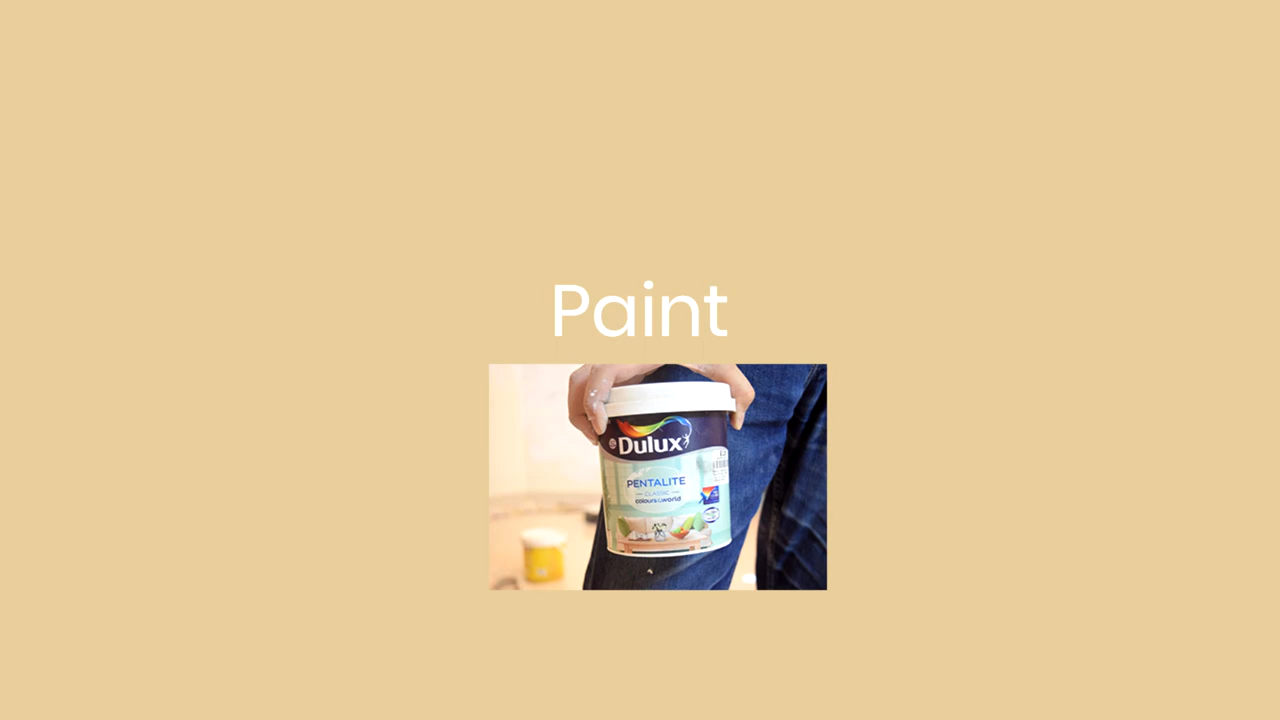 Paint
Dulux
PENTALITE
CLASSIC
colours of the world